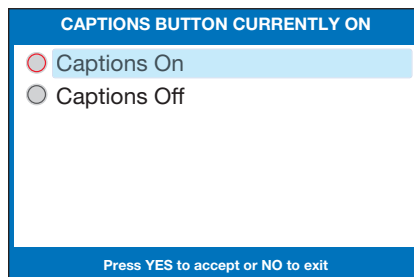 CAPTIONS BUTTON CURRENTLY ON
Captions On
Captions Off
Press YES to accept or NO to exit